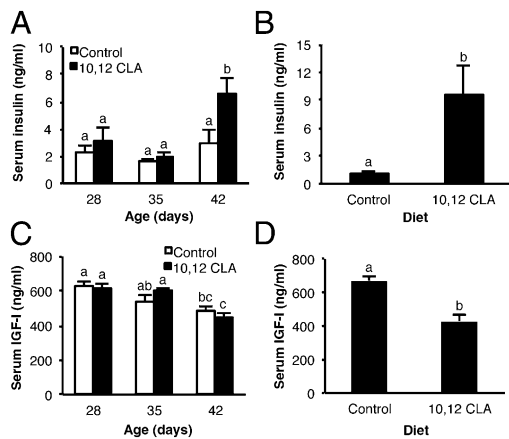 A
Control
10,12 CLA
Serum insulin (ng/ml)
10
8
6
4
2
0
a
a
a
a
a
b
28
35
42
Age (days)
B
Serum insulin (ng/ml)
15
12
9
6
3
0
a
b
Control
10,12 CLA
Diet
C
Control
10,12 CLA
Serum IGF-I (ng/ml)
800
600
400
200
0
a
a
ab
a
bc
c
28
35
42
Age (days)
D
Serum IGF-I (ng/ml)
800
600
400
200
0
a
b
Control
10,12 CLA
Diet